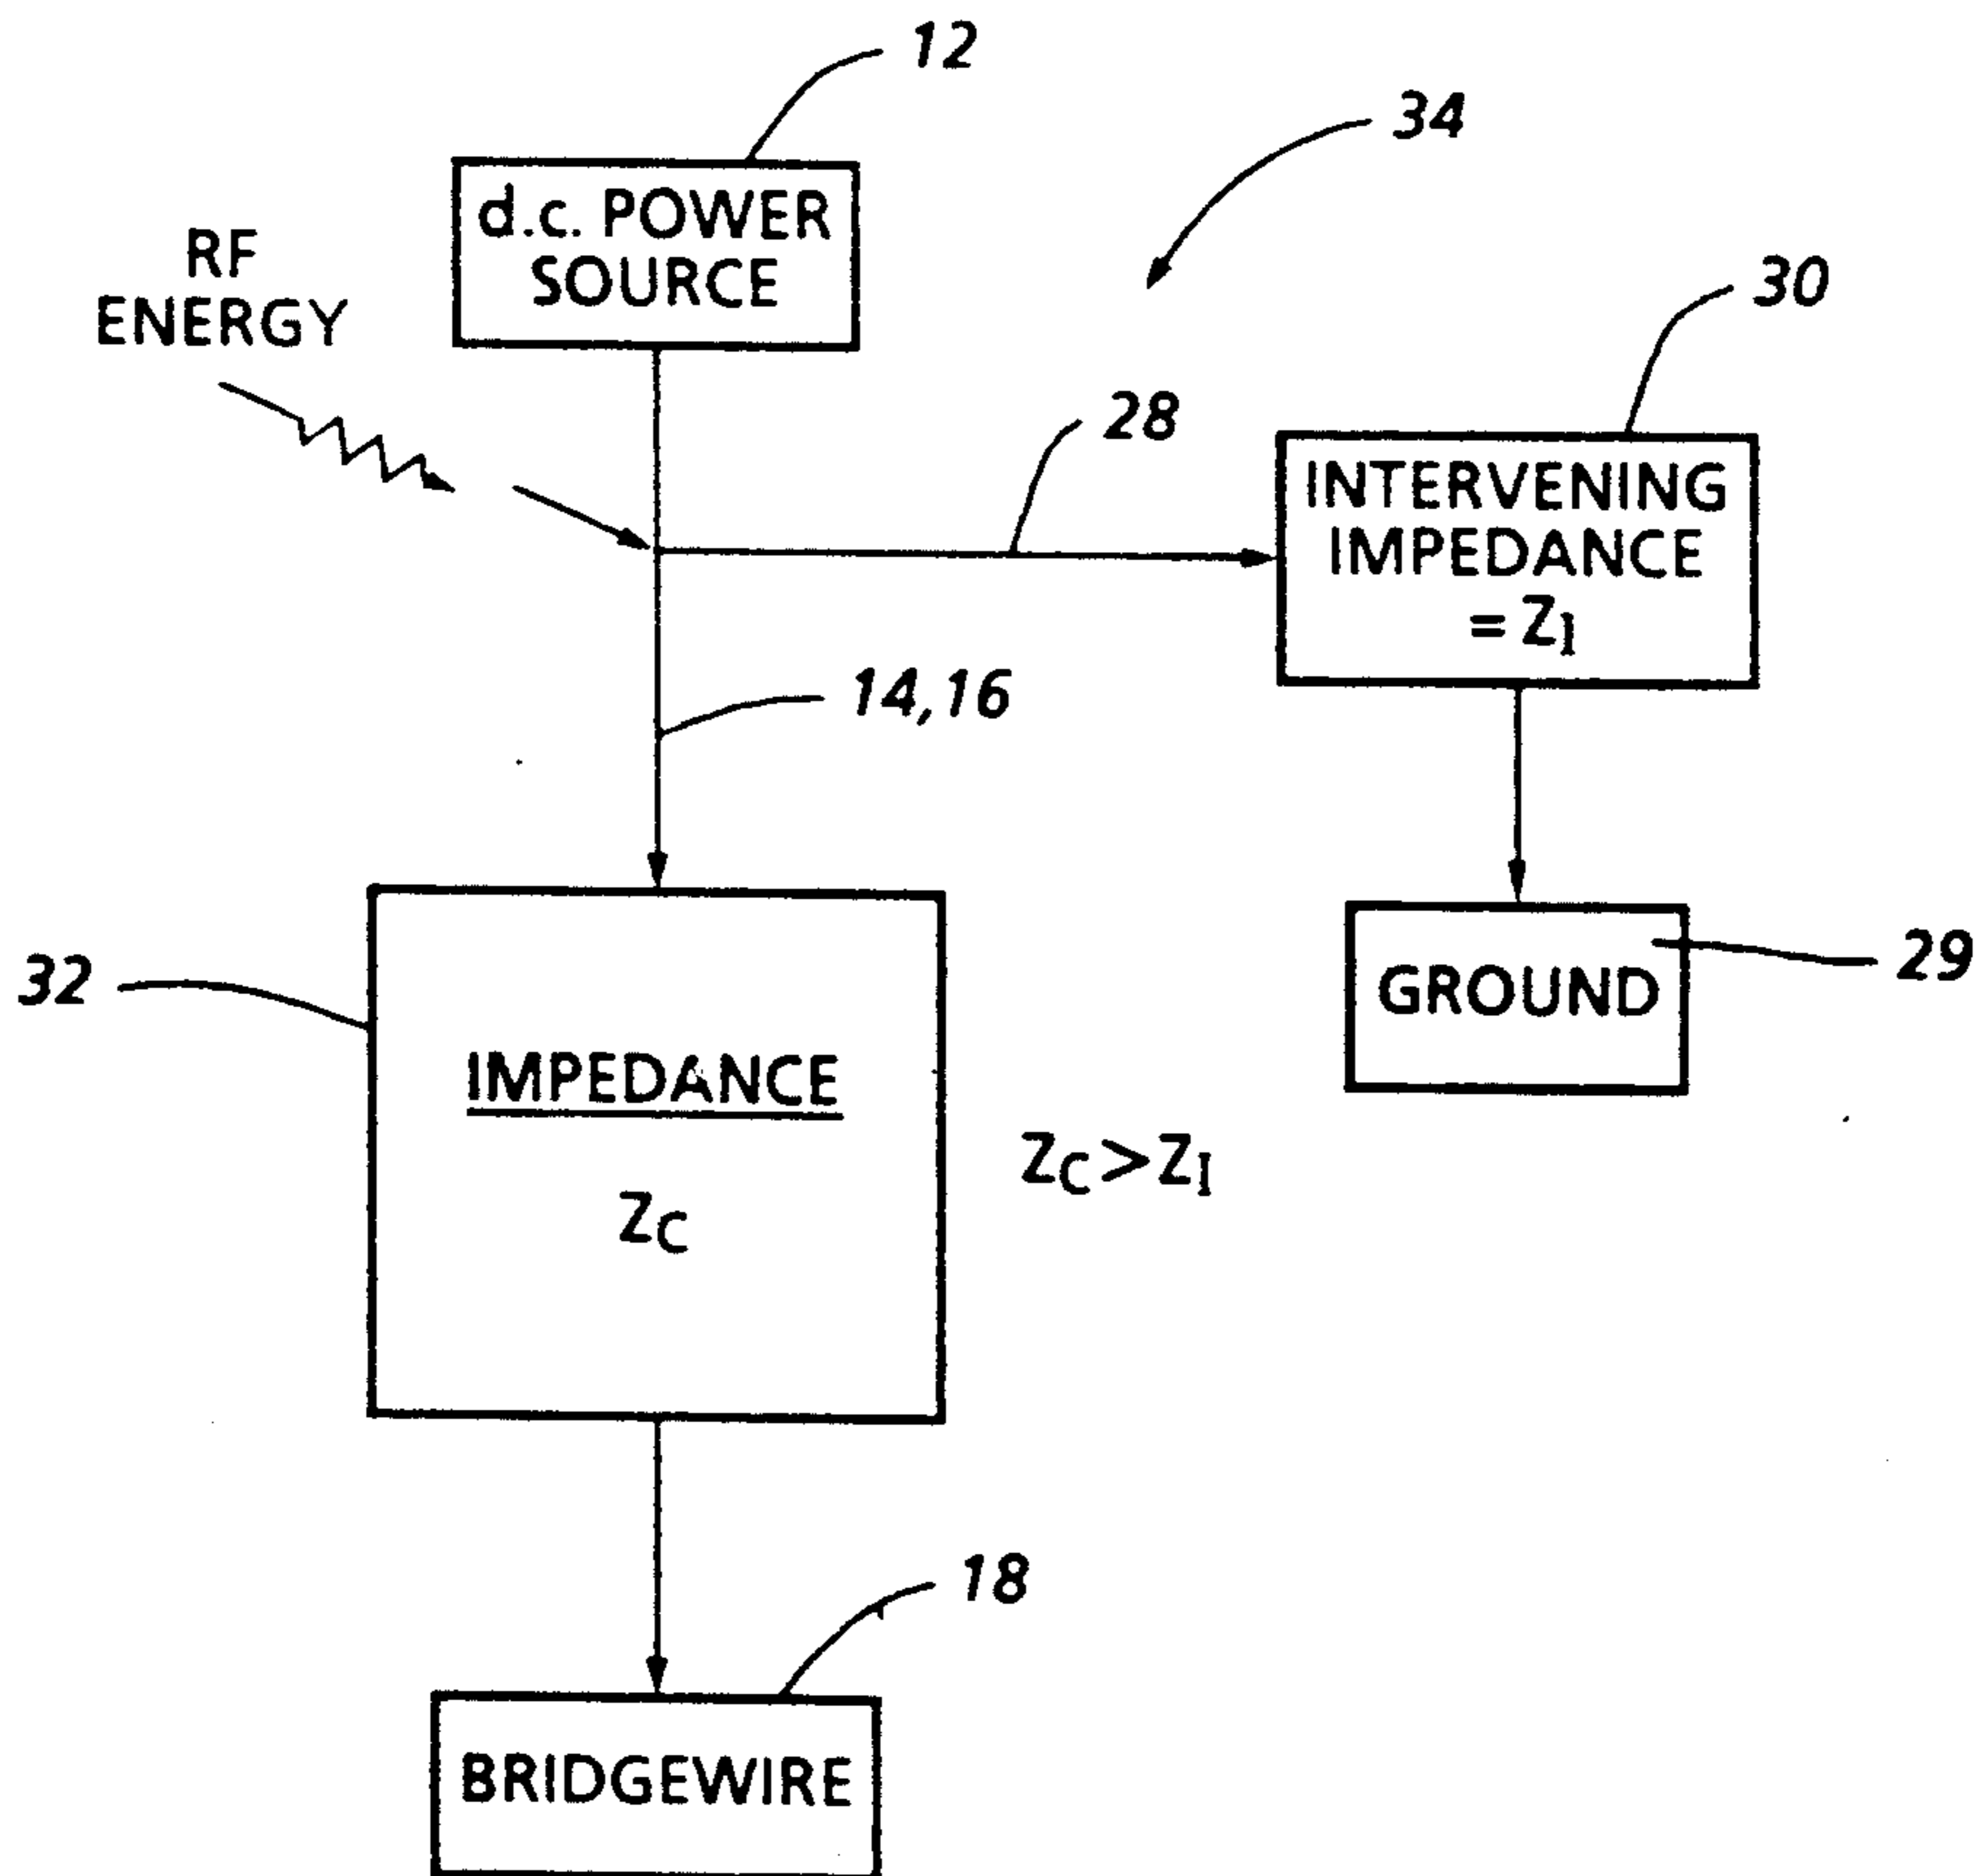 12
34
d.c. POWER
SOURCE
RF
ENERGY
30
28
INTERVENING
IMPEDANCE
= ZI
14,16
32
GROUND
29
IMPEDANCE
ZC
ZC>ZI
18
BRIDGEWIRE